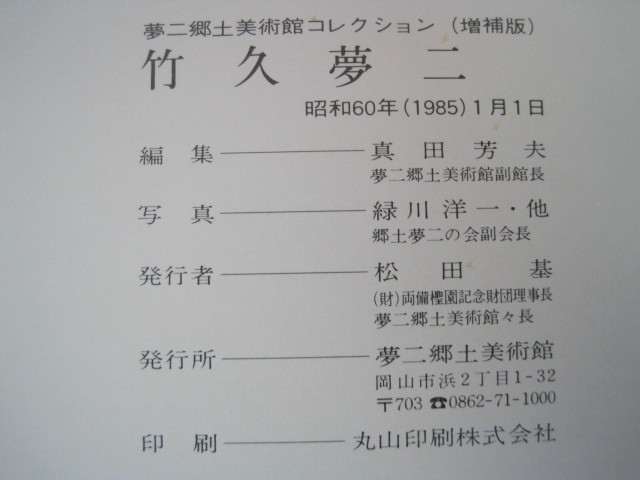 夢二郷土美術館コレクション（増補版）
竹久夢二
昭和60年(1985)1月1日
編集 真田芳夫
夢二郷土美術館副館長
写真 緑川洋一・他
郷土夢二の会副会長
発行者 松田基
(財)両備檉園記念財団理事長
夢二郷土美術館々長
発行所 夢二郷土美術館
岡山市浜2丁目1-32
〒703 ☎0862-71-1000
印刷 丸山印刷株式会社